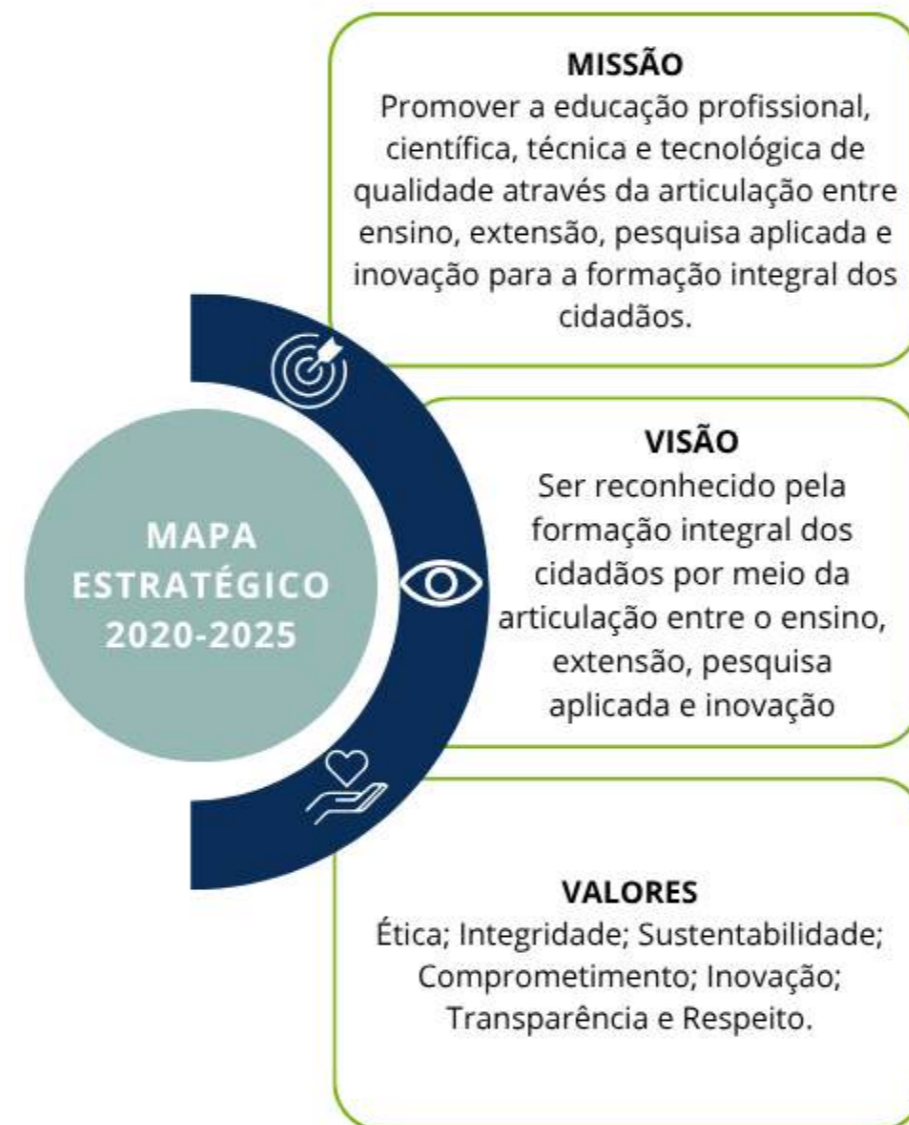 MISSÃO
Promover a educação profissional,
científica, técnica e tecnológica de
qualidade através da articulação entre
ensino, extensão, pesquisa aplicada e
inovação para a formação integral dos
cidadãos.
MAPA
ESTRATÉGICO
2020-2025
VISÃO
Ser reconhecido pela
formação integral dos
cidadãos por meio da
articulação entre o ensino,
extensão, pesquisa
aplicada e inovação
VALORES
Ética; Integridade; Sustentabilidade;
Comprometimento; Inovação;
Transparência e Respeito.